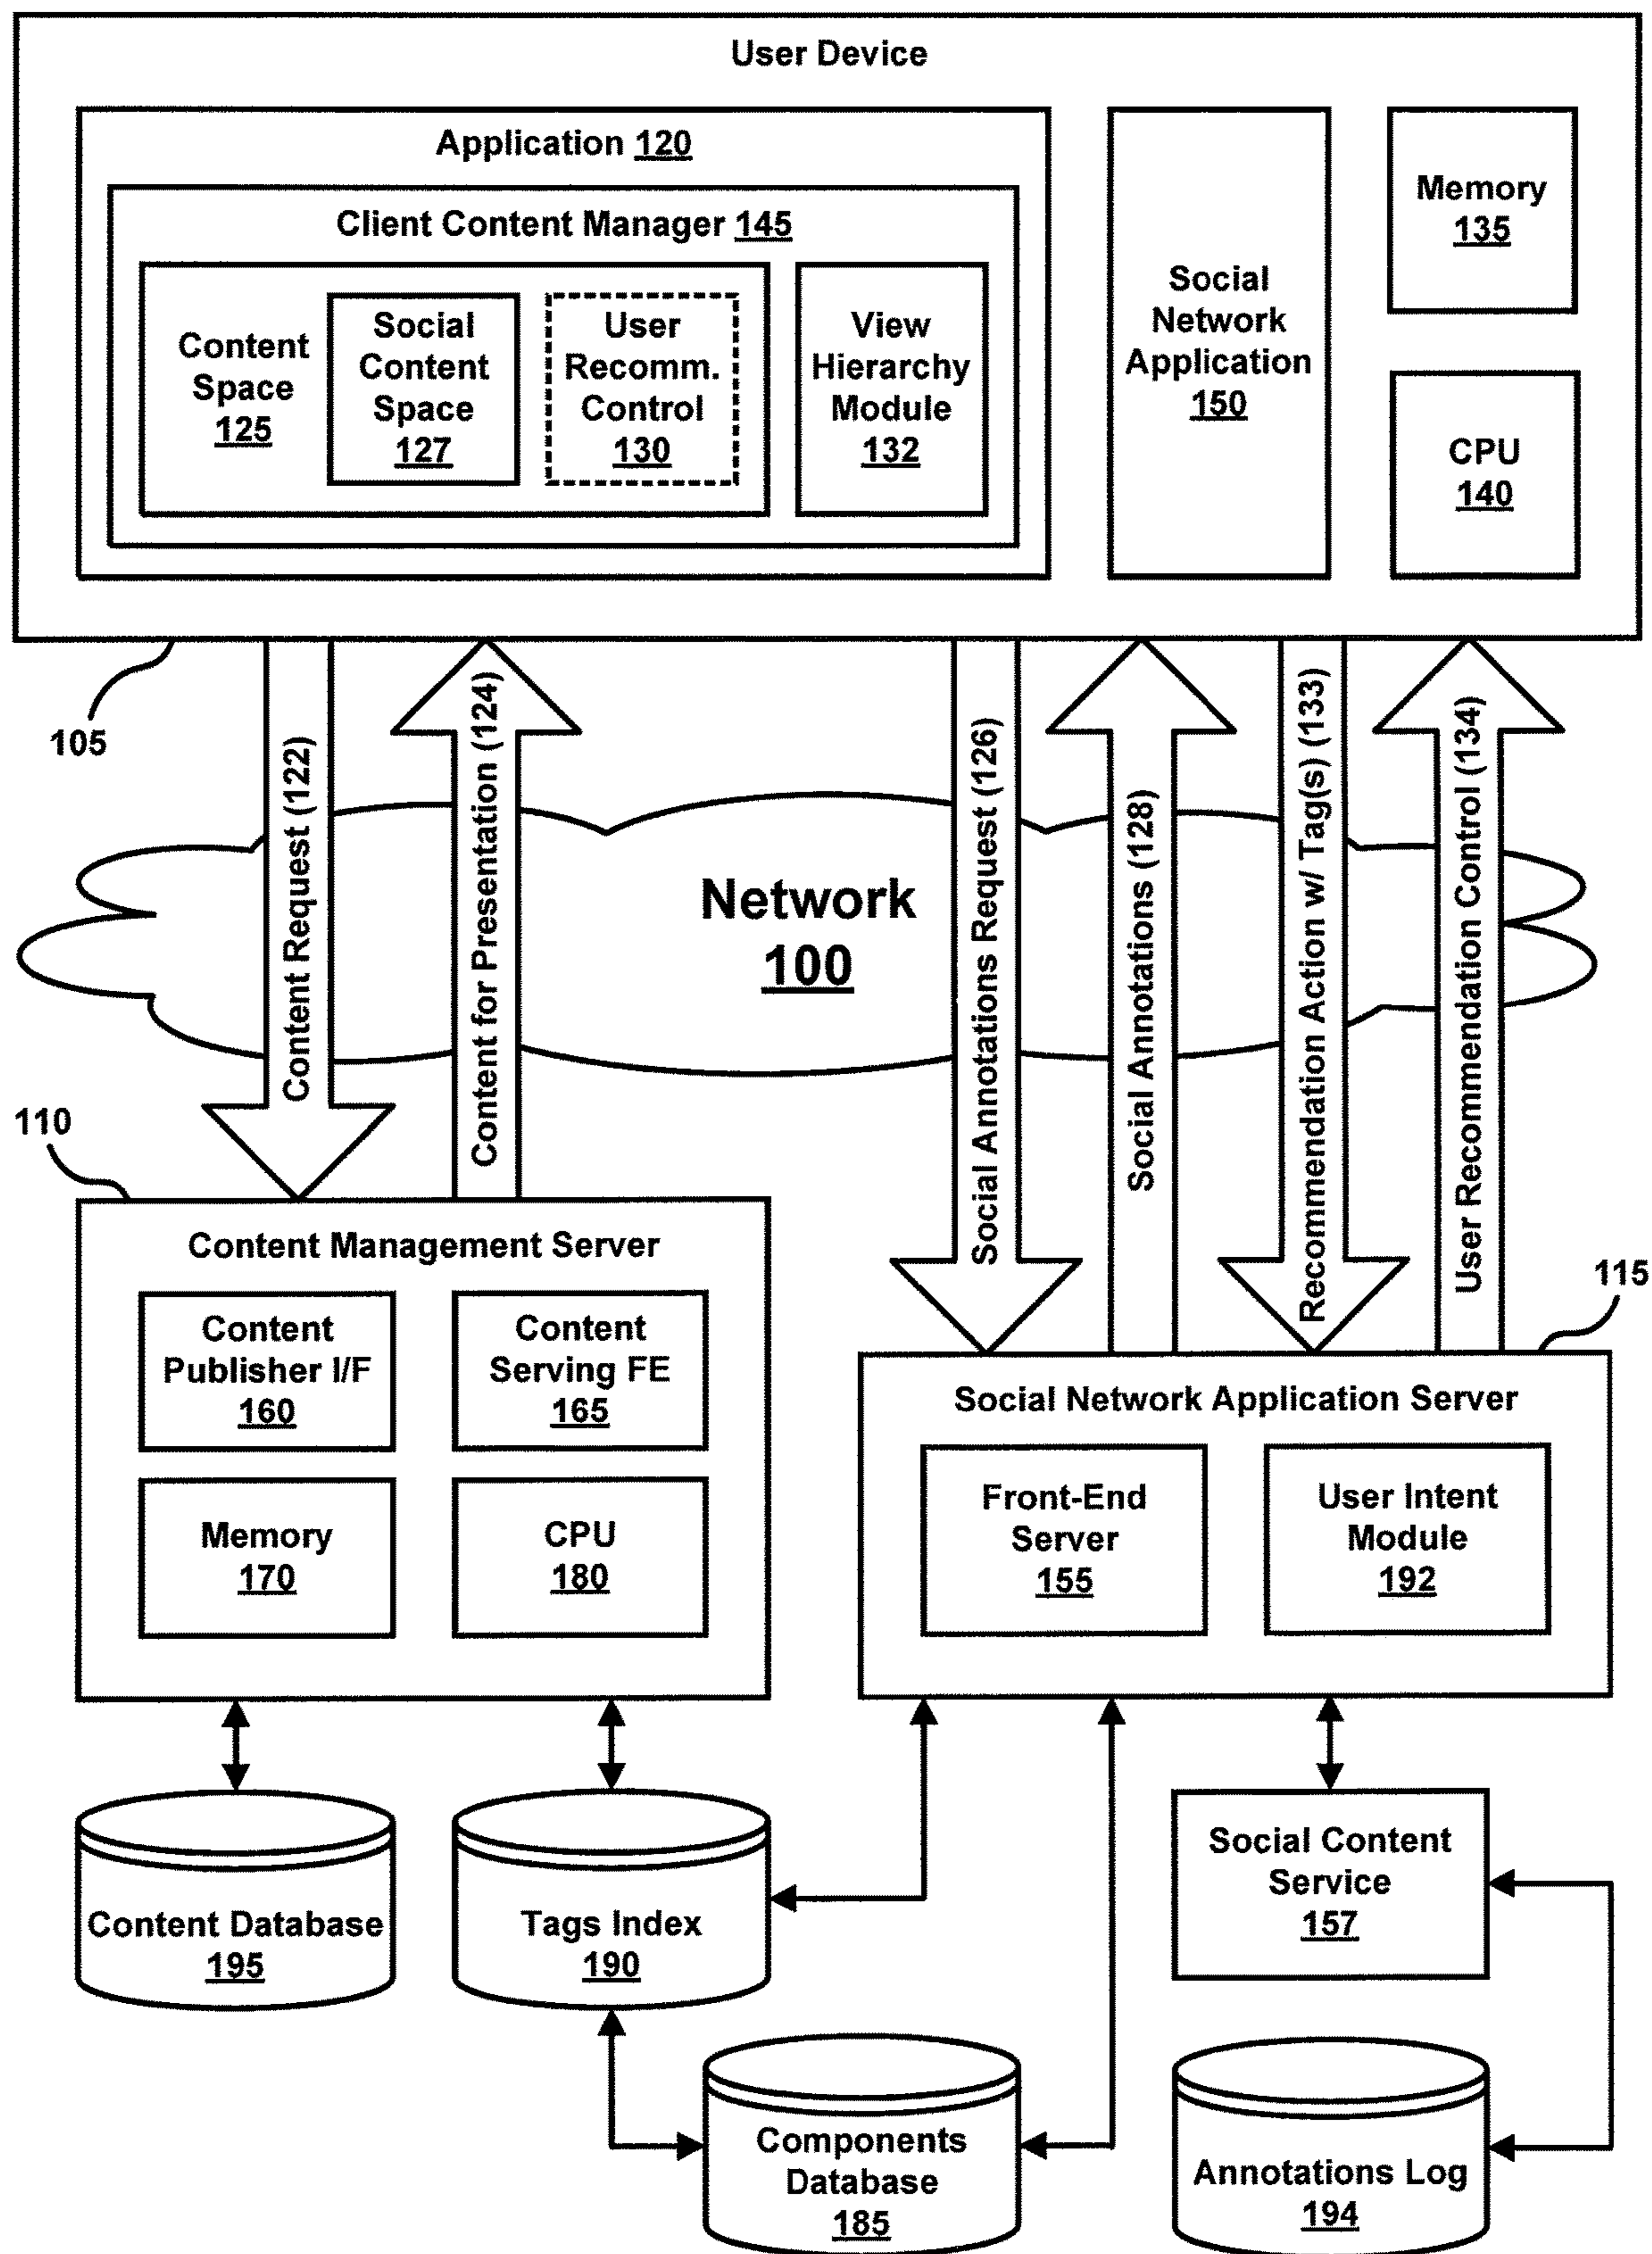 User Device
Application 120
Client Content Manager 145
Content
Space
125
Social
Content
Space
127
User
Recomm.
Control
130
View
Hierarchy
Module
132
Social
Network
Application
150
Memory
135
CPU
140
105
Content Request (122)
Content for Presentation (124)
Social Annotations Request (126)
Social Annotations (128)
Recommendation Action w/ Tag(s) (133)
User Recommendation Control (134)
Network
100
110
Content Management Server
Content
Publisher I/F
160
Content
Serving FE
165
Memory
170
CPU
180
115
Social Network Application Server
Front-End
Server
155
User Intent
Module
192
Content Database
195
Tags Index
190
Social Content
Service
157
Components
Database
185
Annotations Log
194